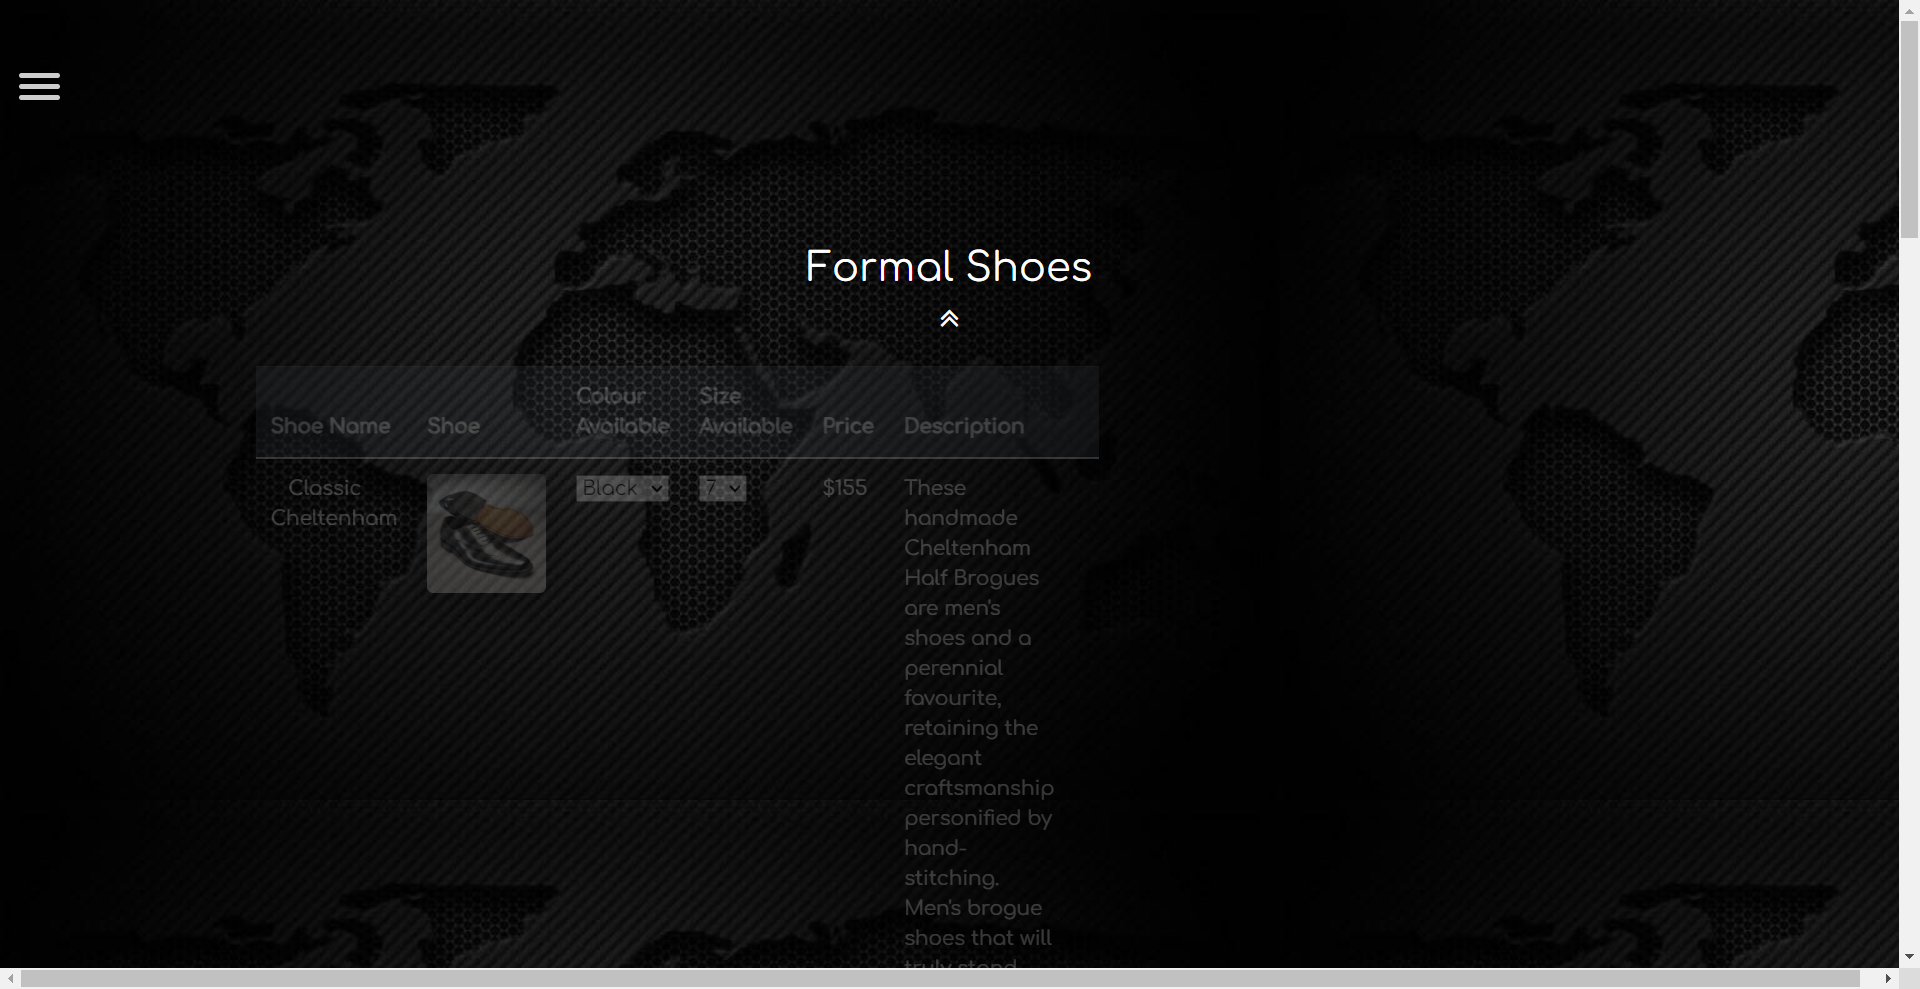 Formal Shoes
Shoe Name
Shoe
Colour
Available
Size
Available
Price
Description
Classic
Cheltenham
Black
7
$155
These
handmade
Cheltenham
Half Brogues
are men's
shoes and a
perennial
favourite,
retaining the
elegant
craftsmanship
personified by
hand-
stitching.
Men's brogue
shoes that will
truly stand